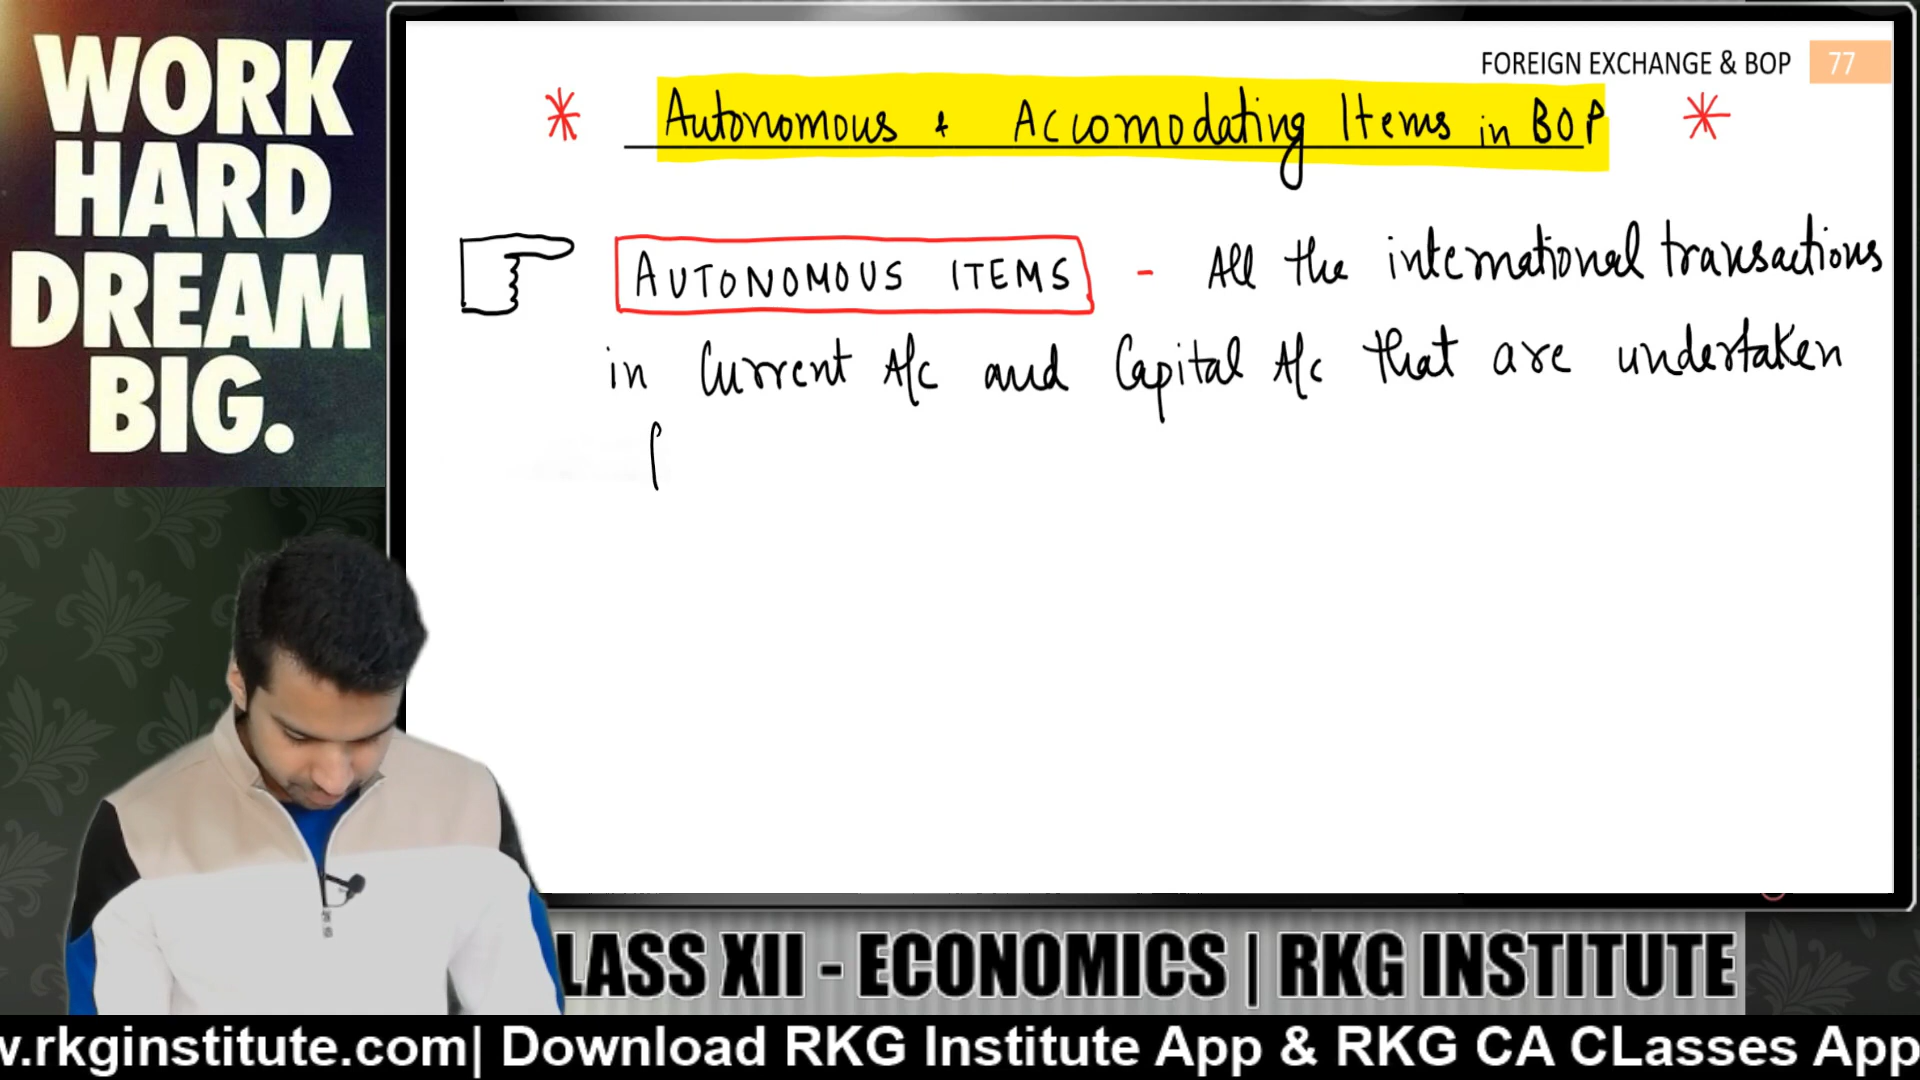 WORK
HARD
DREAM
BIG.
FOREIGN EXCHANGE & BOP 77
* Autonomous & Accomodating Items in BOP *
AUTONOMOUS ITEMS - All the international transactions
in Current A/c and Capital A/c that are undertaken
LASS XII - ECONOMICS | RKG INSTITUTE
w.rkginstitute.com| Download RKG Institute App & RKG CA CLasses App